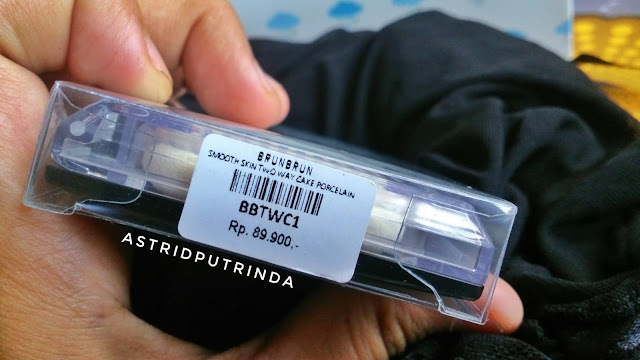 BRUNBRUN
SMOOTH SKIN TWO WAY CAKE PORCELAIN
BBTWC1
Rp. 89.900,-
ASTRIDPUTRINDA